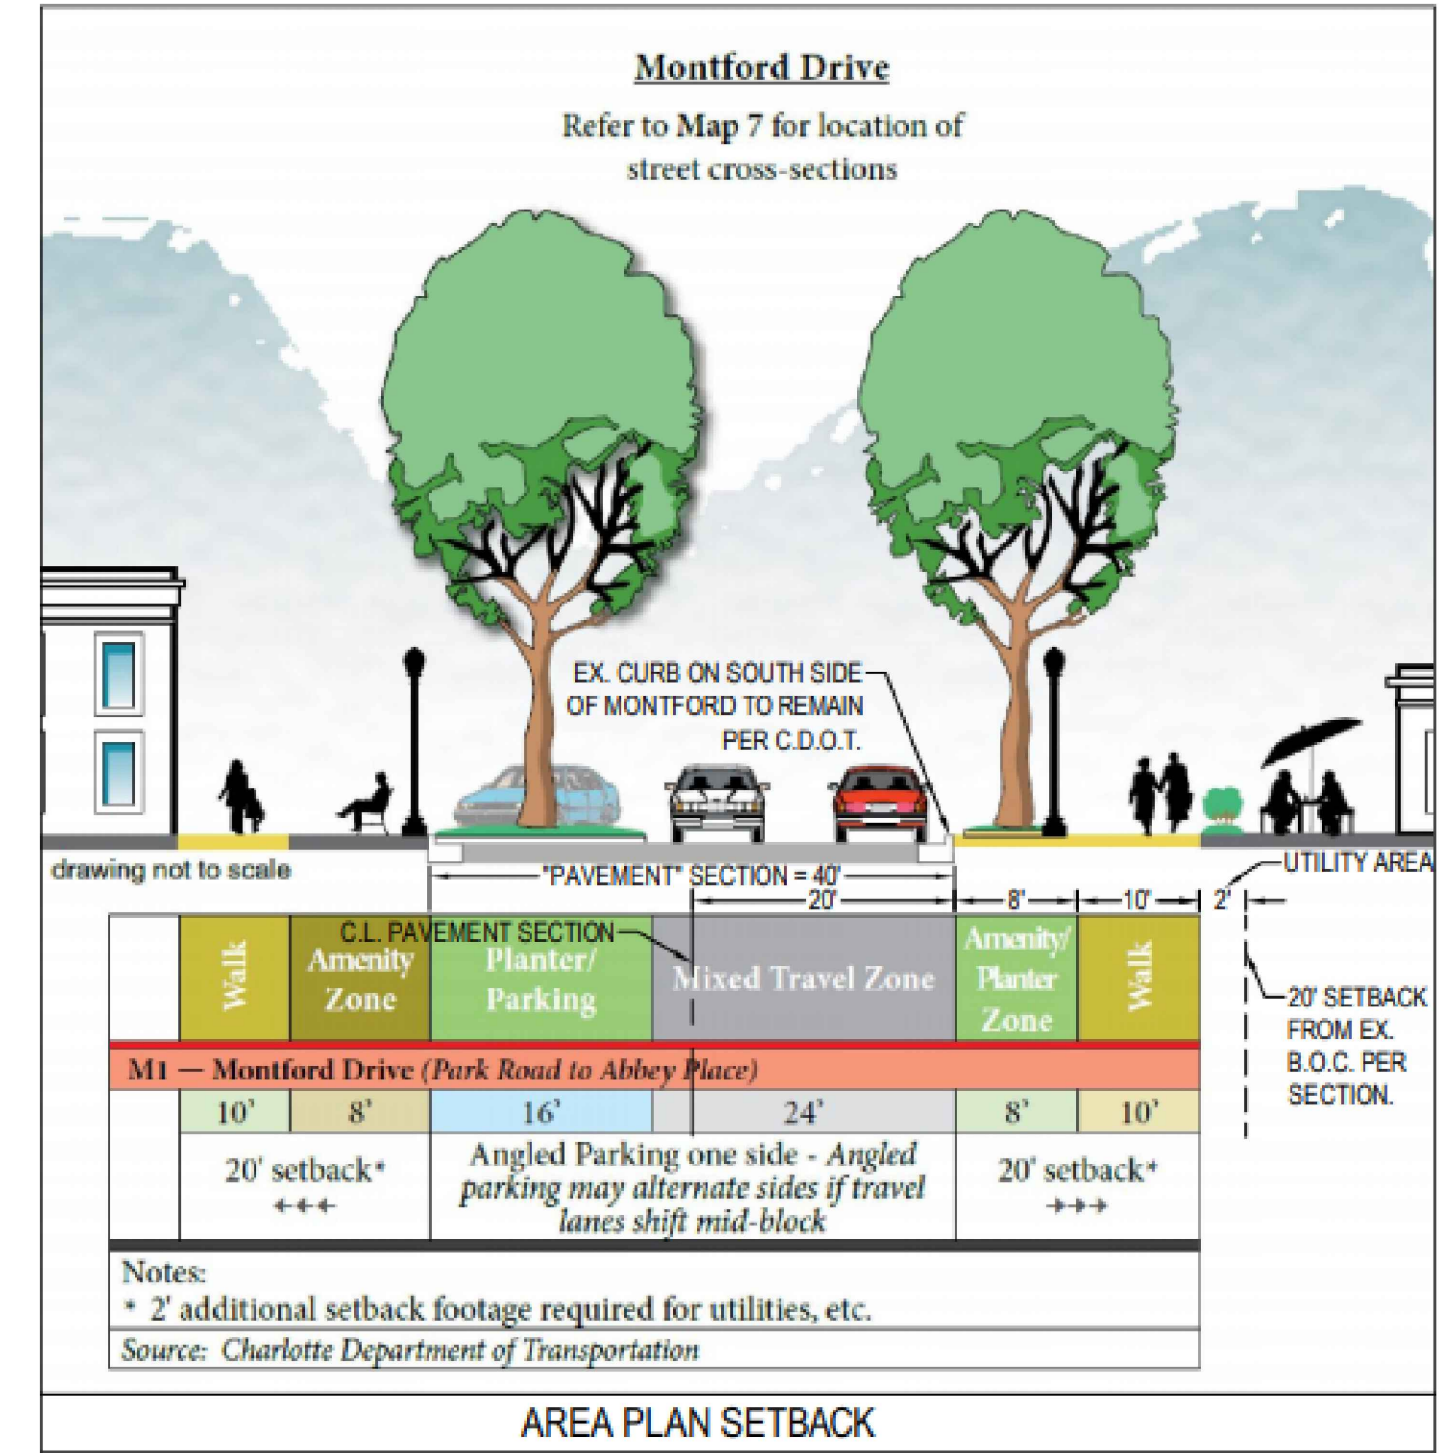 Montford Drive
Refer to Map 7 for location of
street cross-sections
EX. CURB ON SOUTH SIDE
OF MONTFORD TO REMAIN
PER C.D.O.T.
drawing not to scale
"PAVEMENT" SECTION = 40'
UTILITY AREA
20'
8'
10'
2'
C.L. PAVEMENT SECTION
Walk
Amenity
Zone
Planter/
Parking
Mixed Travel Zone
Amenity/
Planter
Zone
Walk
20' SETBACK
FROM EX.
B.O.C. PER
SECTION.
M1 — Montford Drive (Park Road to Abbey Place)
10’ 8’ 16’ 24’ 8’ 10’
20' setback*
Angled Parking one side - Angled
parking may alternate sides if travel
lanes shift mid-block
20' setback*
Notes:
* 2' additional setback footage required for utilities, etc.
Source: Charlotte Department of Transportation
AREA PLAN SETBACK